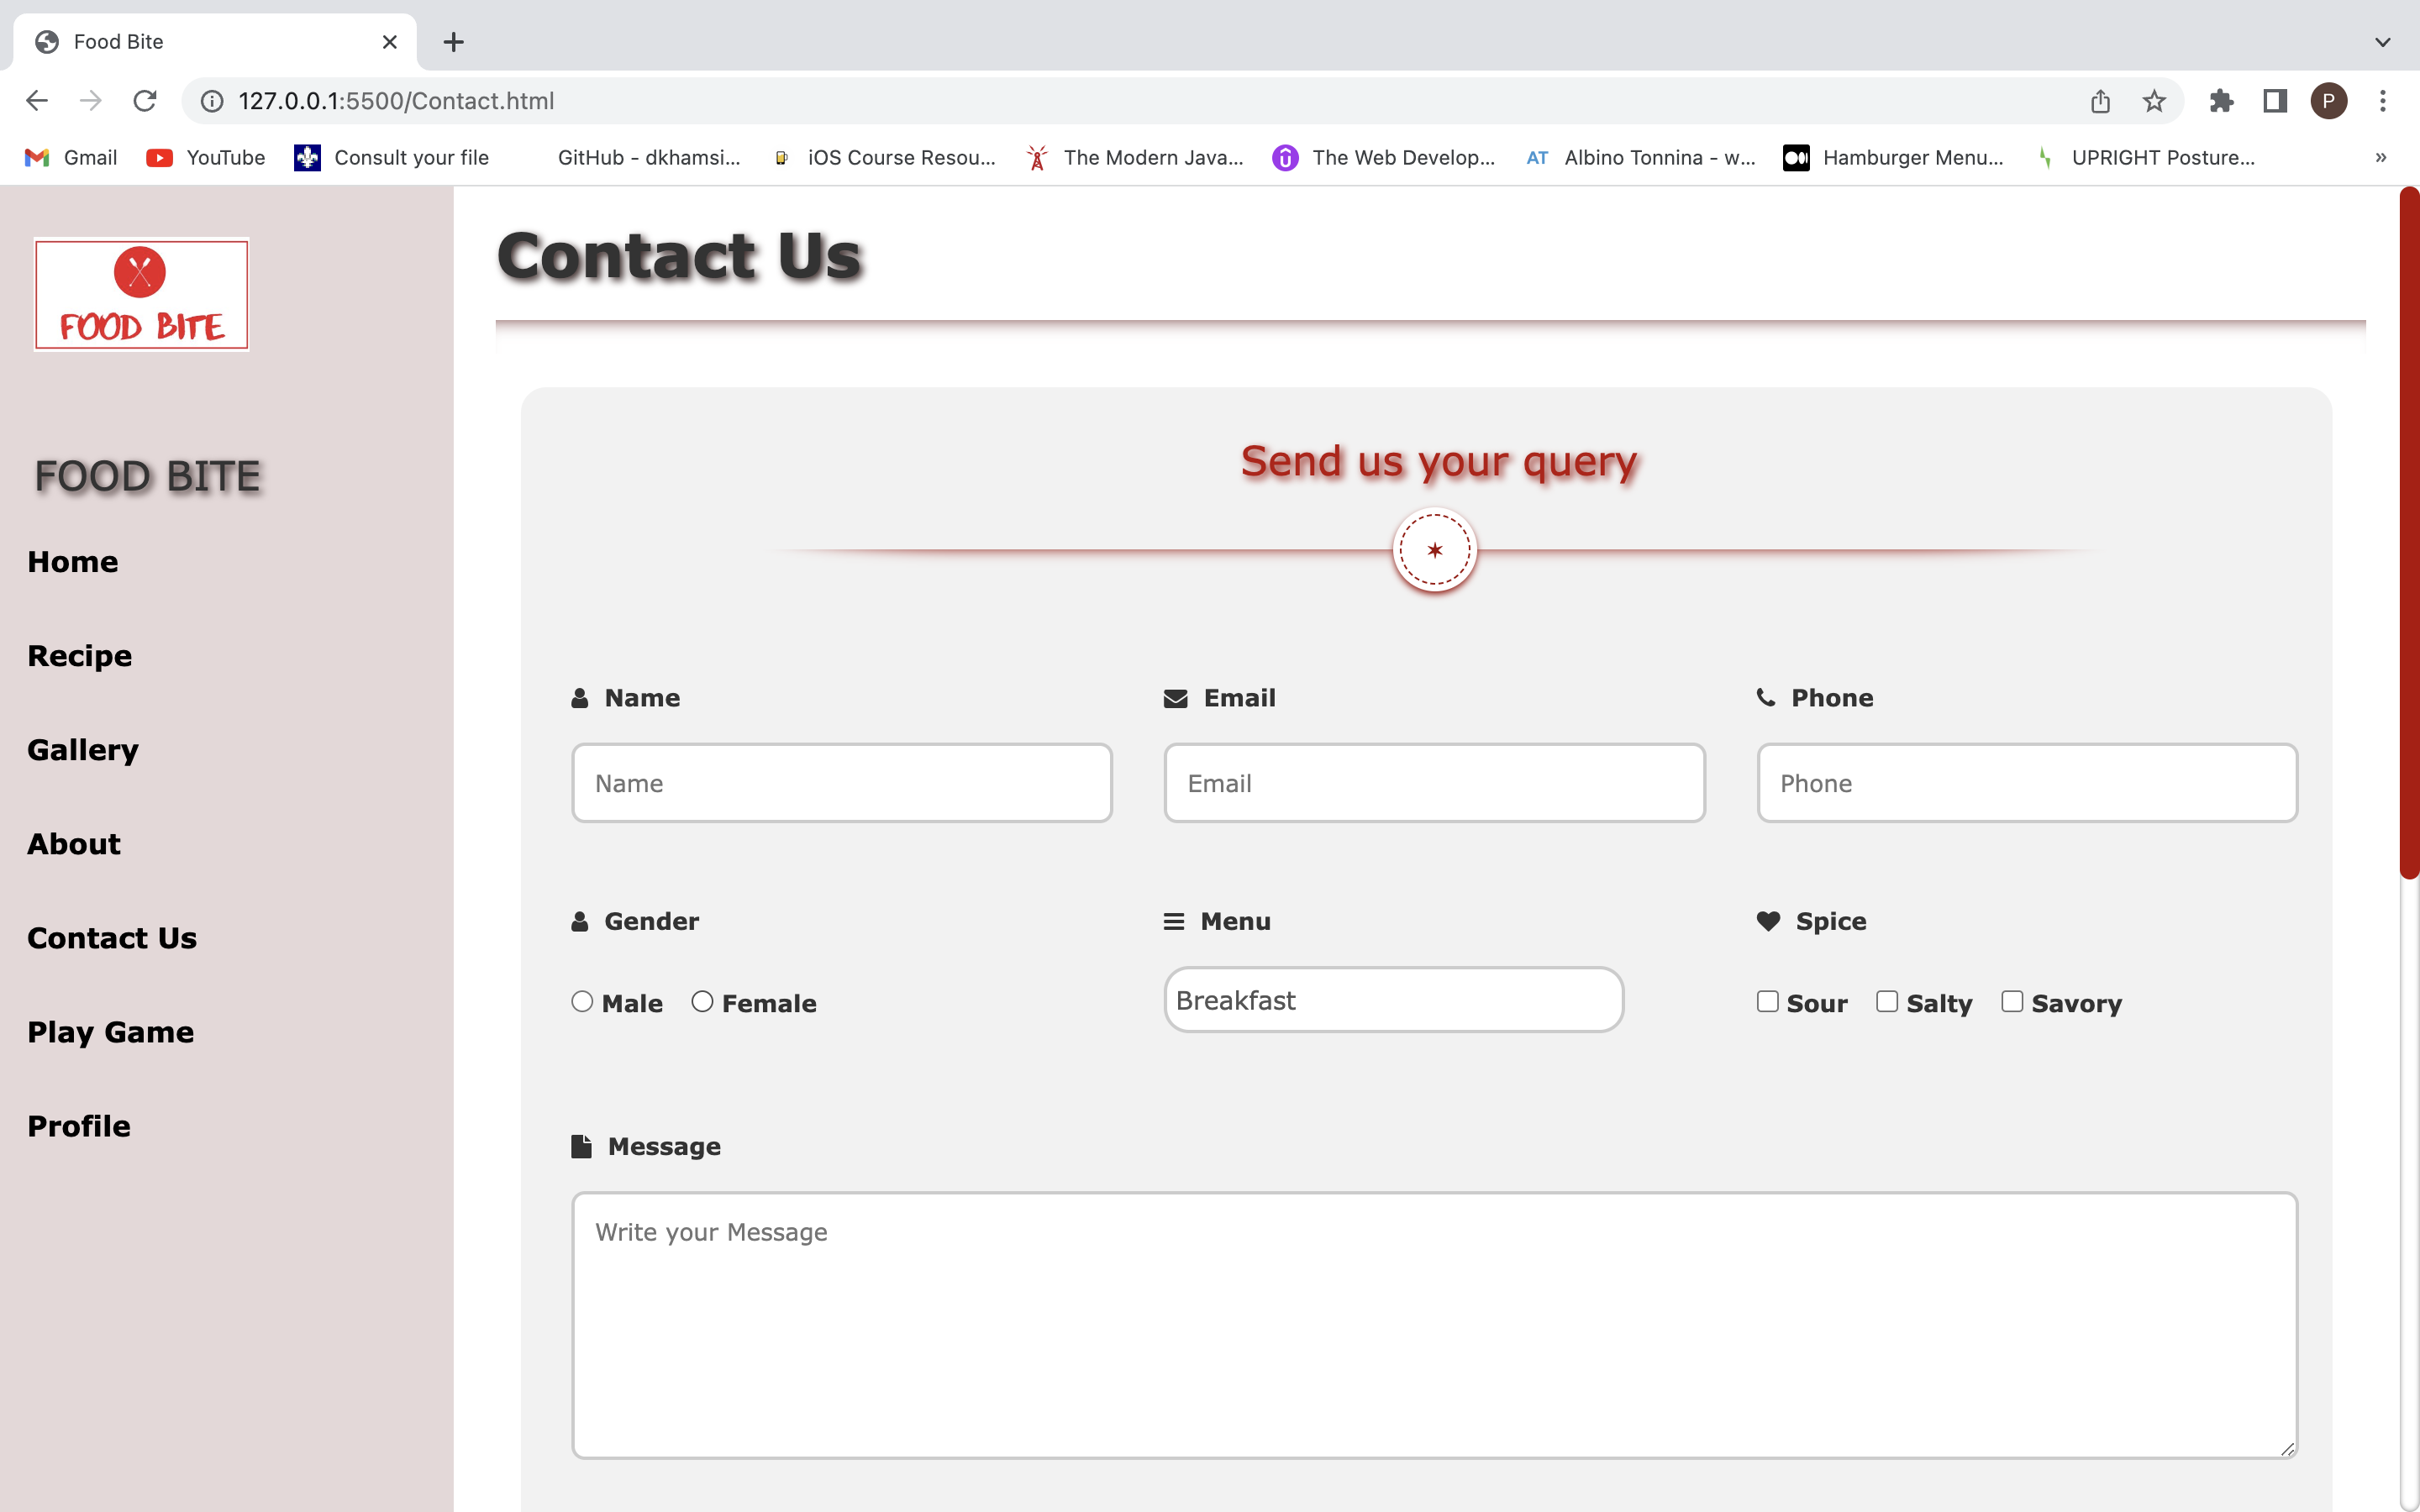 Food Bite
127.0.0.1:5500/Contact.html
P
Gmail YouTube Consult your file GitHub - dkhamsi... iOS Course Resou... The Modern Java... The Web Develop... AT Albino Tonnina - w... Hamburger Menu... UPRIGHT Posture... »
FOOD BITE
FOOD BITE
Home
Recipe
Gallery
About
Contact Us
Play Game
Profile
Contact Us
Send us your query
Name Email Phone
Name Email Phone
Gender Menu Spice
Male Female Breakfast Sour Salty Savory
Message
Write your Message